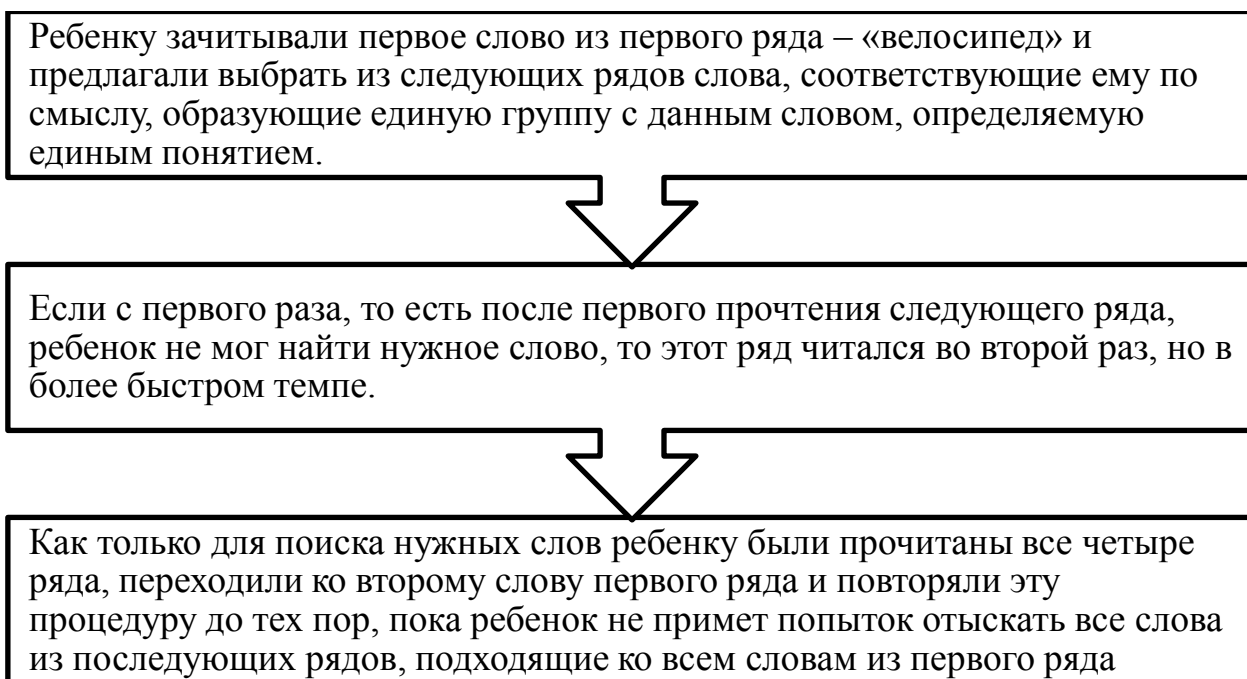 Ребенку зачитывали первое слово из первого ряда – «велосипед» и
предлагали выбрать из следующих рядов слова, соответствующие ему по
смыслу, образующие единую группу с данным словом, определяемую
единым понятием.
Если с первого раза, то есть после первого прочтения следующего ряда,
ребенок не мог найти нужное слово, то этот ряд читался во второй раз, но в
более быстром темпе.
Как только для поиска нужных слов ребенку были прочитаны все четыре
ряда, переходили ко второму слову первого ряда и повторяли эту
процедуру до тех пор, пока ребенок не примет попыток отыскать все слова
из последующих рядов, подходящие ко всем словам из первого ряда